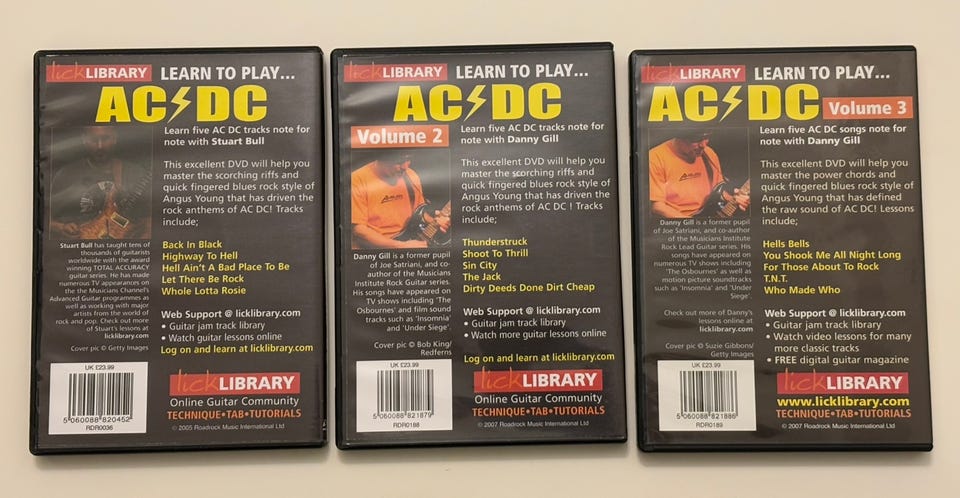 lickLIBRARY LEARN TO PLAY...
AC DC
Learn five AC DC tracks note for
note with Stuart Bull
This excellent DVD will help you
master the scorching riffs and
quick fingered blues rock style of
Angus Young that has driven the
rock anthems of AC DC! Tracks
include;
Back In Black
Highway To Hell
Hell Ain't A Bad Place To Be
Let There Be Rock
Whole Lotta Rosie
Stuart Bull has taught tens of
thousands of guitarists
worldwide with the award
winning TOTAL ACCURACY
guitar series. He has made
numerous TV appearances on
the the Musicians Channel
Advanced Guitar programmes as
well as working with major
artists from the world of
rock and pop. Check out more
of Stuart's lessons at
licklibrary.com
Cover pic © Getty Images
Web Support @ licklibrary.com
• Guitar jam track library
• Watch guitar lessons online
Log on and learn at licklibrary.com
UK £23.99
5 060088 820452
RDR0036
lickLIBRARY
Online Guitar Community
TECHNIQUE•TAB•TUTORIALS
© 2005 Roadrock Music International Ltd
lickLIBRARY LEARN TO PLAY...
AC DC
Volume 2
Learn five AC DC tracks note for
note with Danny Gill
This excellent DVD will help you
master the scorching riffs and
quick fingered blues rock style of
Angus Young that has driven the
rock anthems of AC DC ! Tracks
include;
Thunderstruck
Shoot To Thrill
Sin City
The Jack
Dirty Deeds Done Dirt Cheap
Danny Gill is a former pupil
of Joe Satriani, and co-
author of the Musicians
Institute Rock Guitar series.
His songs have appeared on
TV shows including 'The
Osbournes' and film sound
tracks such as 'Insomnia'
and 'Under Siege'.
Cover pic © Bob King/
Redferns
Web Support @ licklibrary.com
• Guitar jam track library
• Watch more guitar lessons online
Log on and learn at licklibrary.com
UK £23.99
5 060088 821879
RDR0188
lickLIBRARY
Online Guitar Community
TECHNIQUE•TAB•TUTORIALS
© 2007 Roadrock Music International Ltd
lickLIBRARY LEARN TO PLAY...
AC DC
Volume 3
Learn five AC DC songs note for
note with Danny Gill
This excellent DVD will help you
master the power chords and
quick fingered blues rock style
of Angus Young that has defined
the raw sound of AC DC! Lessons
include;
Hells Bells
You Shook Me All Night Long
For Those About To Rock
T.N.T.
Who Made Who
Danny Gill is a former pupil
of Joe Satriani, and co-author
of the Musicians Institute
Rock Lead Guitar series. His
songs have appeared on
numerous TV shows including
'The Osbournes' as well as
motion picture soundtracks
such as 'Insomnia' and 'Under
Siege'.
Check out more of Danny's
lessons online at
licklibrary.com
Cover pic © Suzie Gibbons/
Getty Images
Web Support @ licklibrary.com
• Guitar jam track library
• Watch video lessons for many
more classic tracks
• FREE digital guitar magazine
UK £23.99
5 060088 821886
RDR0189
lickLIBRARY
www.licklibrary.com
TECHNIQUE•TAB•TUTORIALS
© 2007 Roadrock Music International Ltd